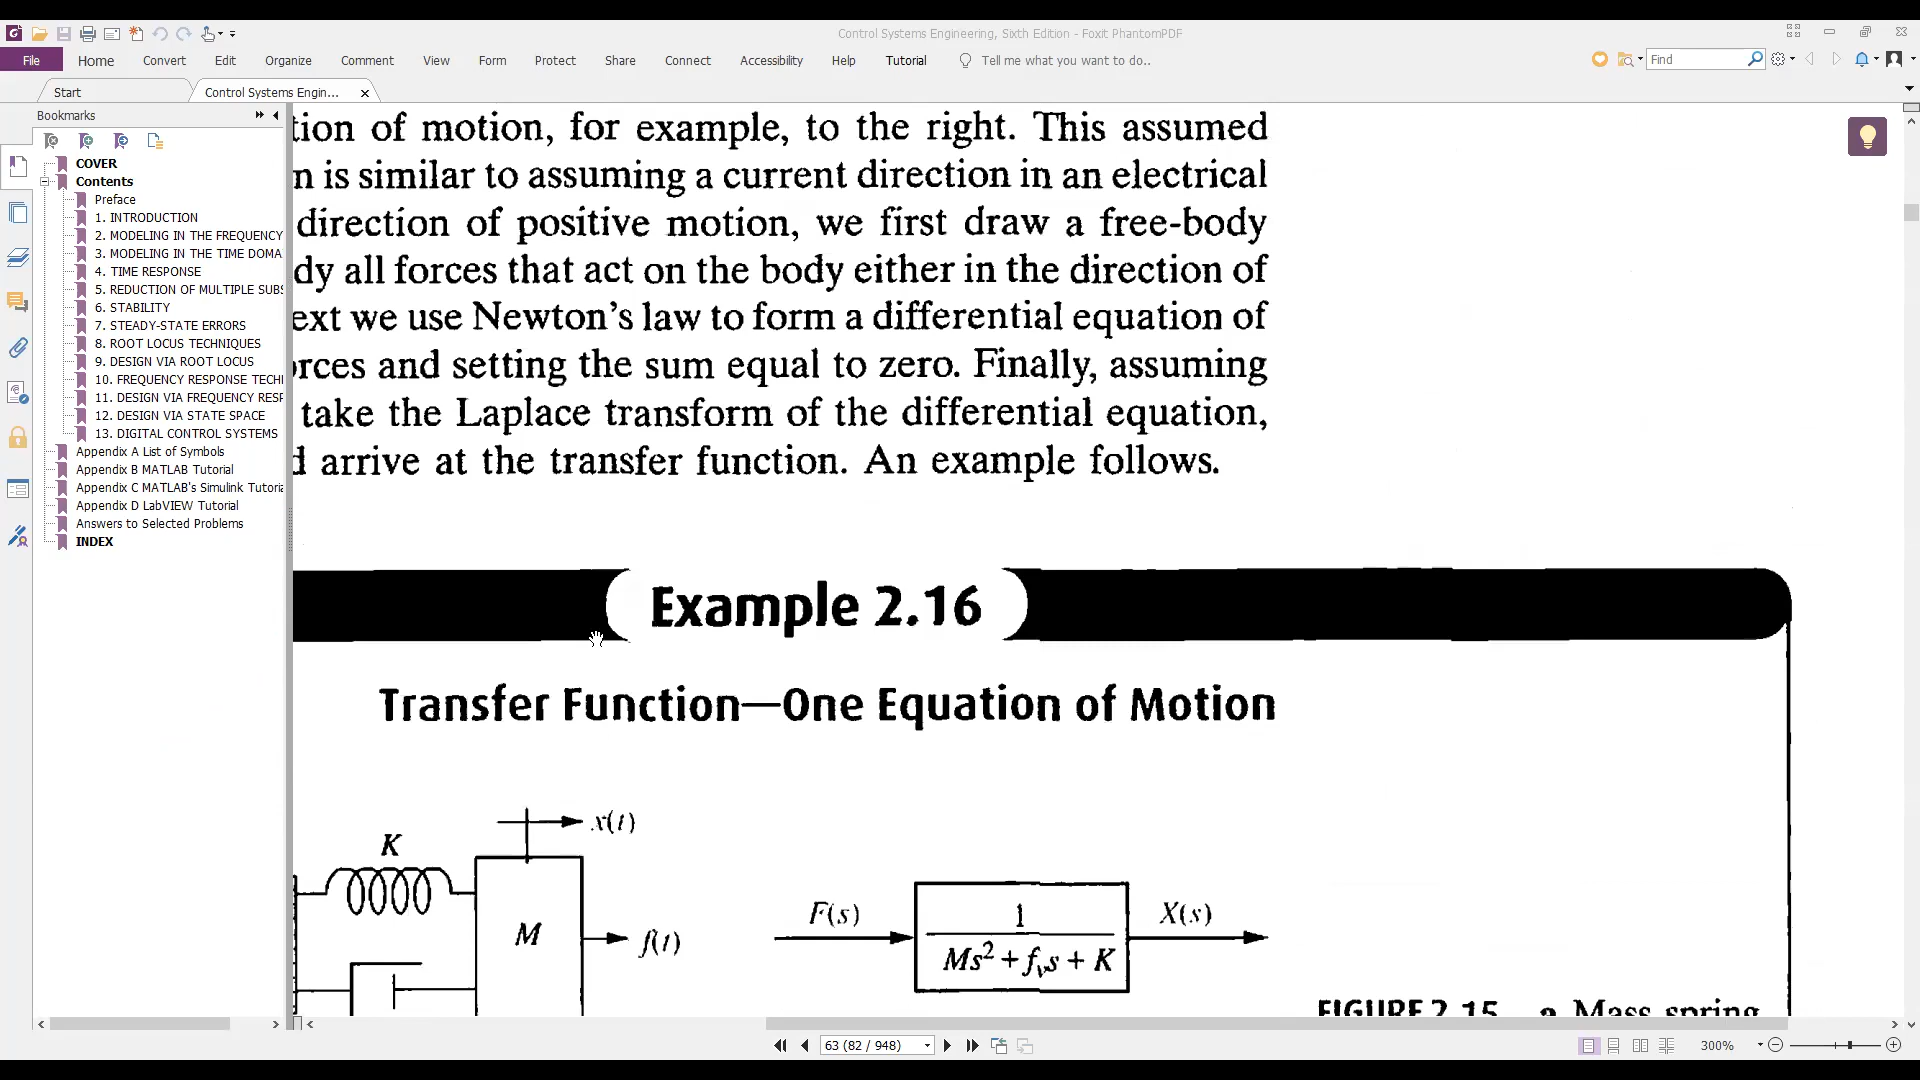 Control Systems Engineering, Sixth Edition - Foxit PhantomPDF
File Home Convert Edit Organize Comment View Form Protect Share Connect Accessibility Help Tutorial Tell me what you want to do.. Find
Start Control Systems Engin...
Bookmarks
COVER
Contents
Preface
1. INTRODUCTION
2. MODELING IN THE FREQUENCY
3. MODELING IN THE TIME DOMA
4. TIME RESPONSE
5. REDUCTION OF MULTIPLE SUBS
6. STABILITY
7. STEADY-STATE ERRORS
8. ROOT LOCUS TECHNIQUES
9. DESIGN VIA ROOT LOCUS
10. FREQUENCY RESPONSE TECH
11. DESIGN VIA FREQUENCY RESP
12. DESIGN VIA STATE SPACE
13. DIGITAL CONTROL SYSTEMS
Appendix A List of Symbols
Appendix B MATLAB Tutorial
Appendix C MATLAB's Simulink Tutoria
Appendix D LabVIEW Tutorial
Answers to Selected Problems
INDEX
tion of motion, for example, to the right. This assumed
n is similar to assuming a current direction in an electrical
direction of positive motion, we first draw a free-body
dy all forces that act on the body either in the direction of
ext we use Newton's law to form a differential equation of
orces and setting the sum equal to zero. Finally, assuming
take the Laplace transform of the differential equation,
d arrive at the transfer function. An example follows.
Example 2.16
Transfer Function—One Equation of Motion
x(t)
K
M
f(t)
F(s)
1
Ms² + fᵥs + K
X(s)
FIGURE 2.15 a. Mass, spring,
63 (82 / 948)
300%